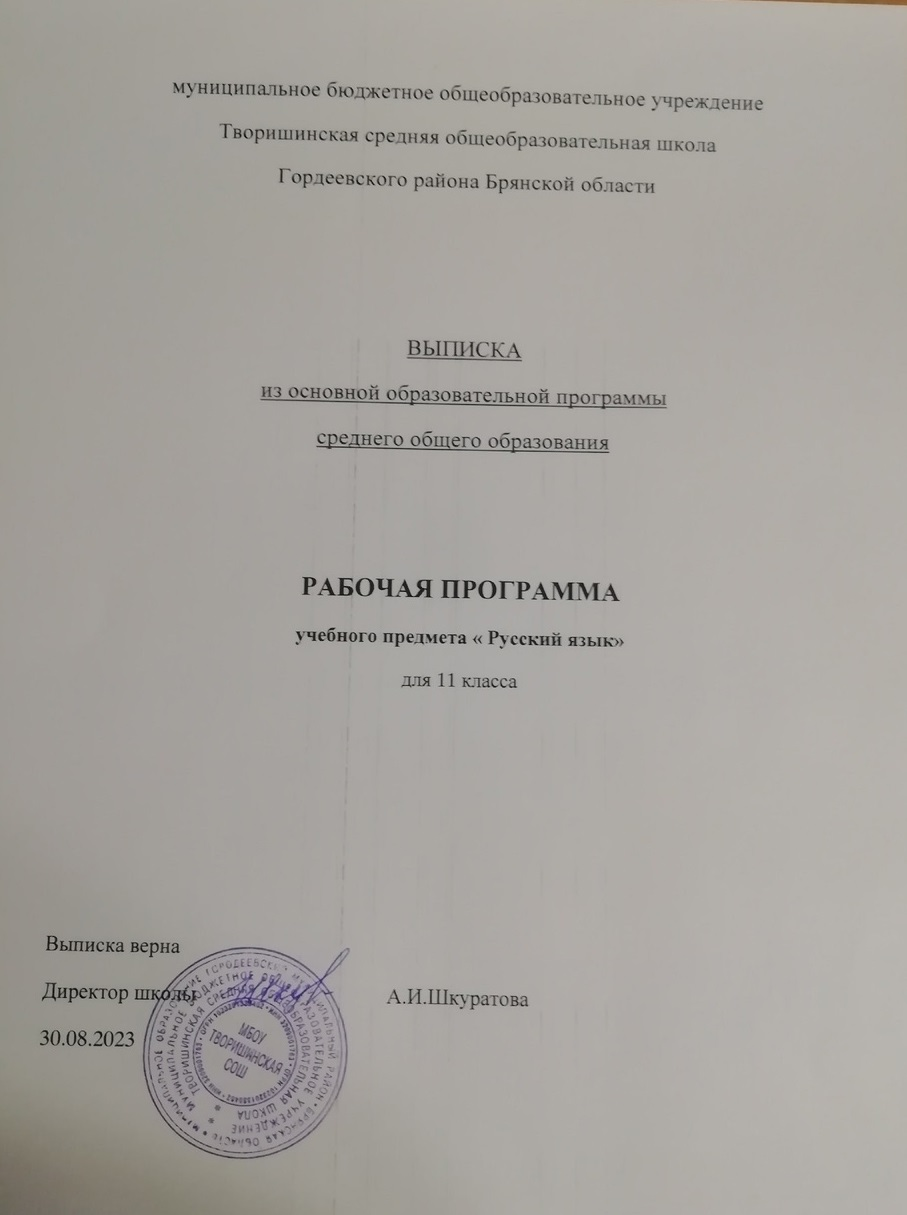 муниципальное бюджетное общеобразовательное учреждение
Творишинская средняя общеобразовательная школа
Гордеевского района Брянской области
ВЫПИСКА
из основной образовательной программы
среднего общего образования
РАБОЧАЯ ПРОГРАММА
учебного предмета « Русский язык»
для 11 класса
Выписка верна
Директор школы
А.И.Шкуратова
30.08.2023
МБОУ
ТВОРИШИНСКАЯ
СОШ